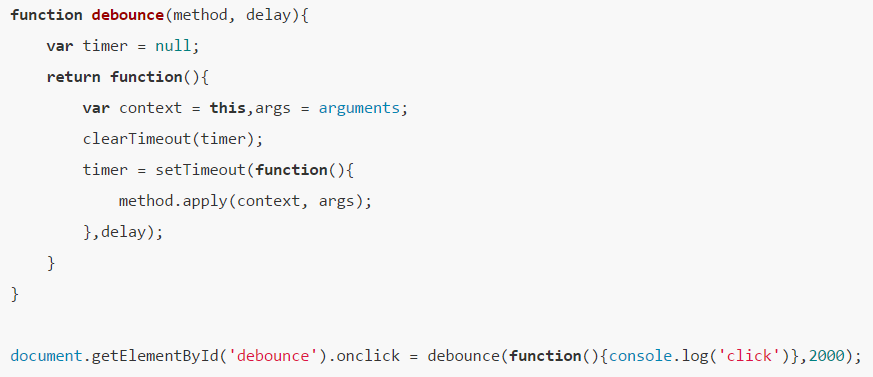 function debounce(method, delay){
    var timer = null;
    return function(){
        var context = this,args = arguments;
        clearTimeout(timer);
        timer = setTimeout(function(){
            method.apply(context, args);
        },delay);
    }
}
document.getElementById('debounce').onclick = debounce(function(){console.log('click')},2000);